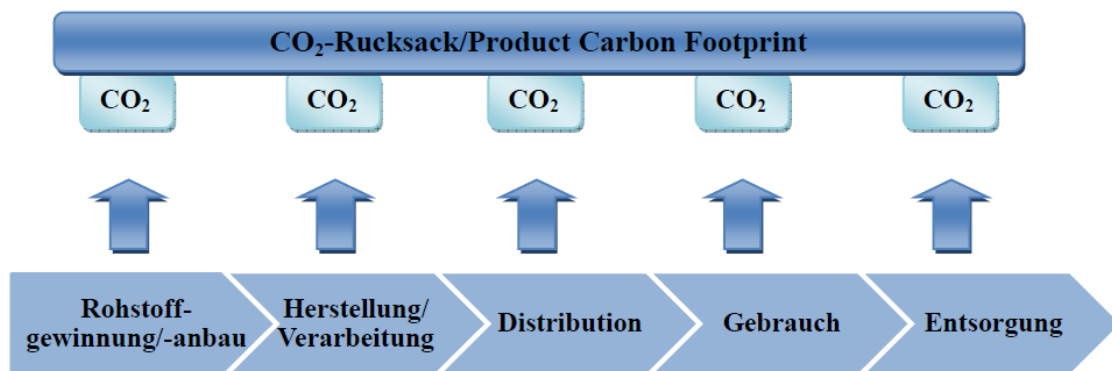 CO₂-Rucksack/Product Carbon Footprint
CO₂
CO₂
CO₂
CO₂
CO₂
Rohstoff-
gewinnung/-anbau
Herstellung/
Verarbeitung
Distribution
Gebrauch
Entsorgung